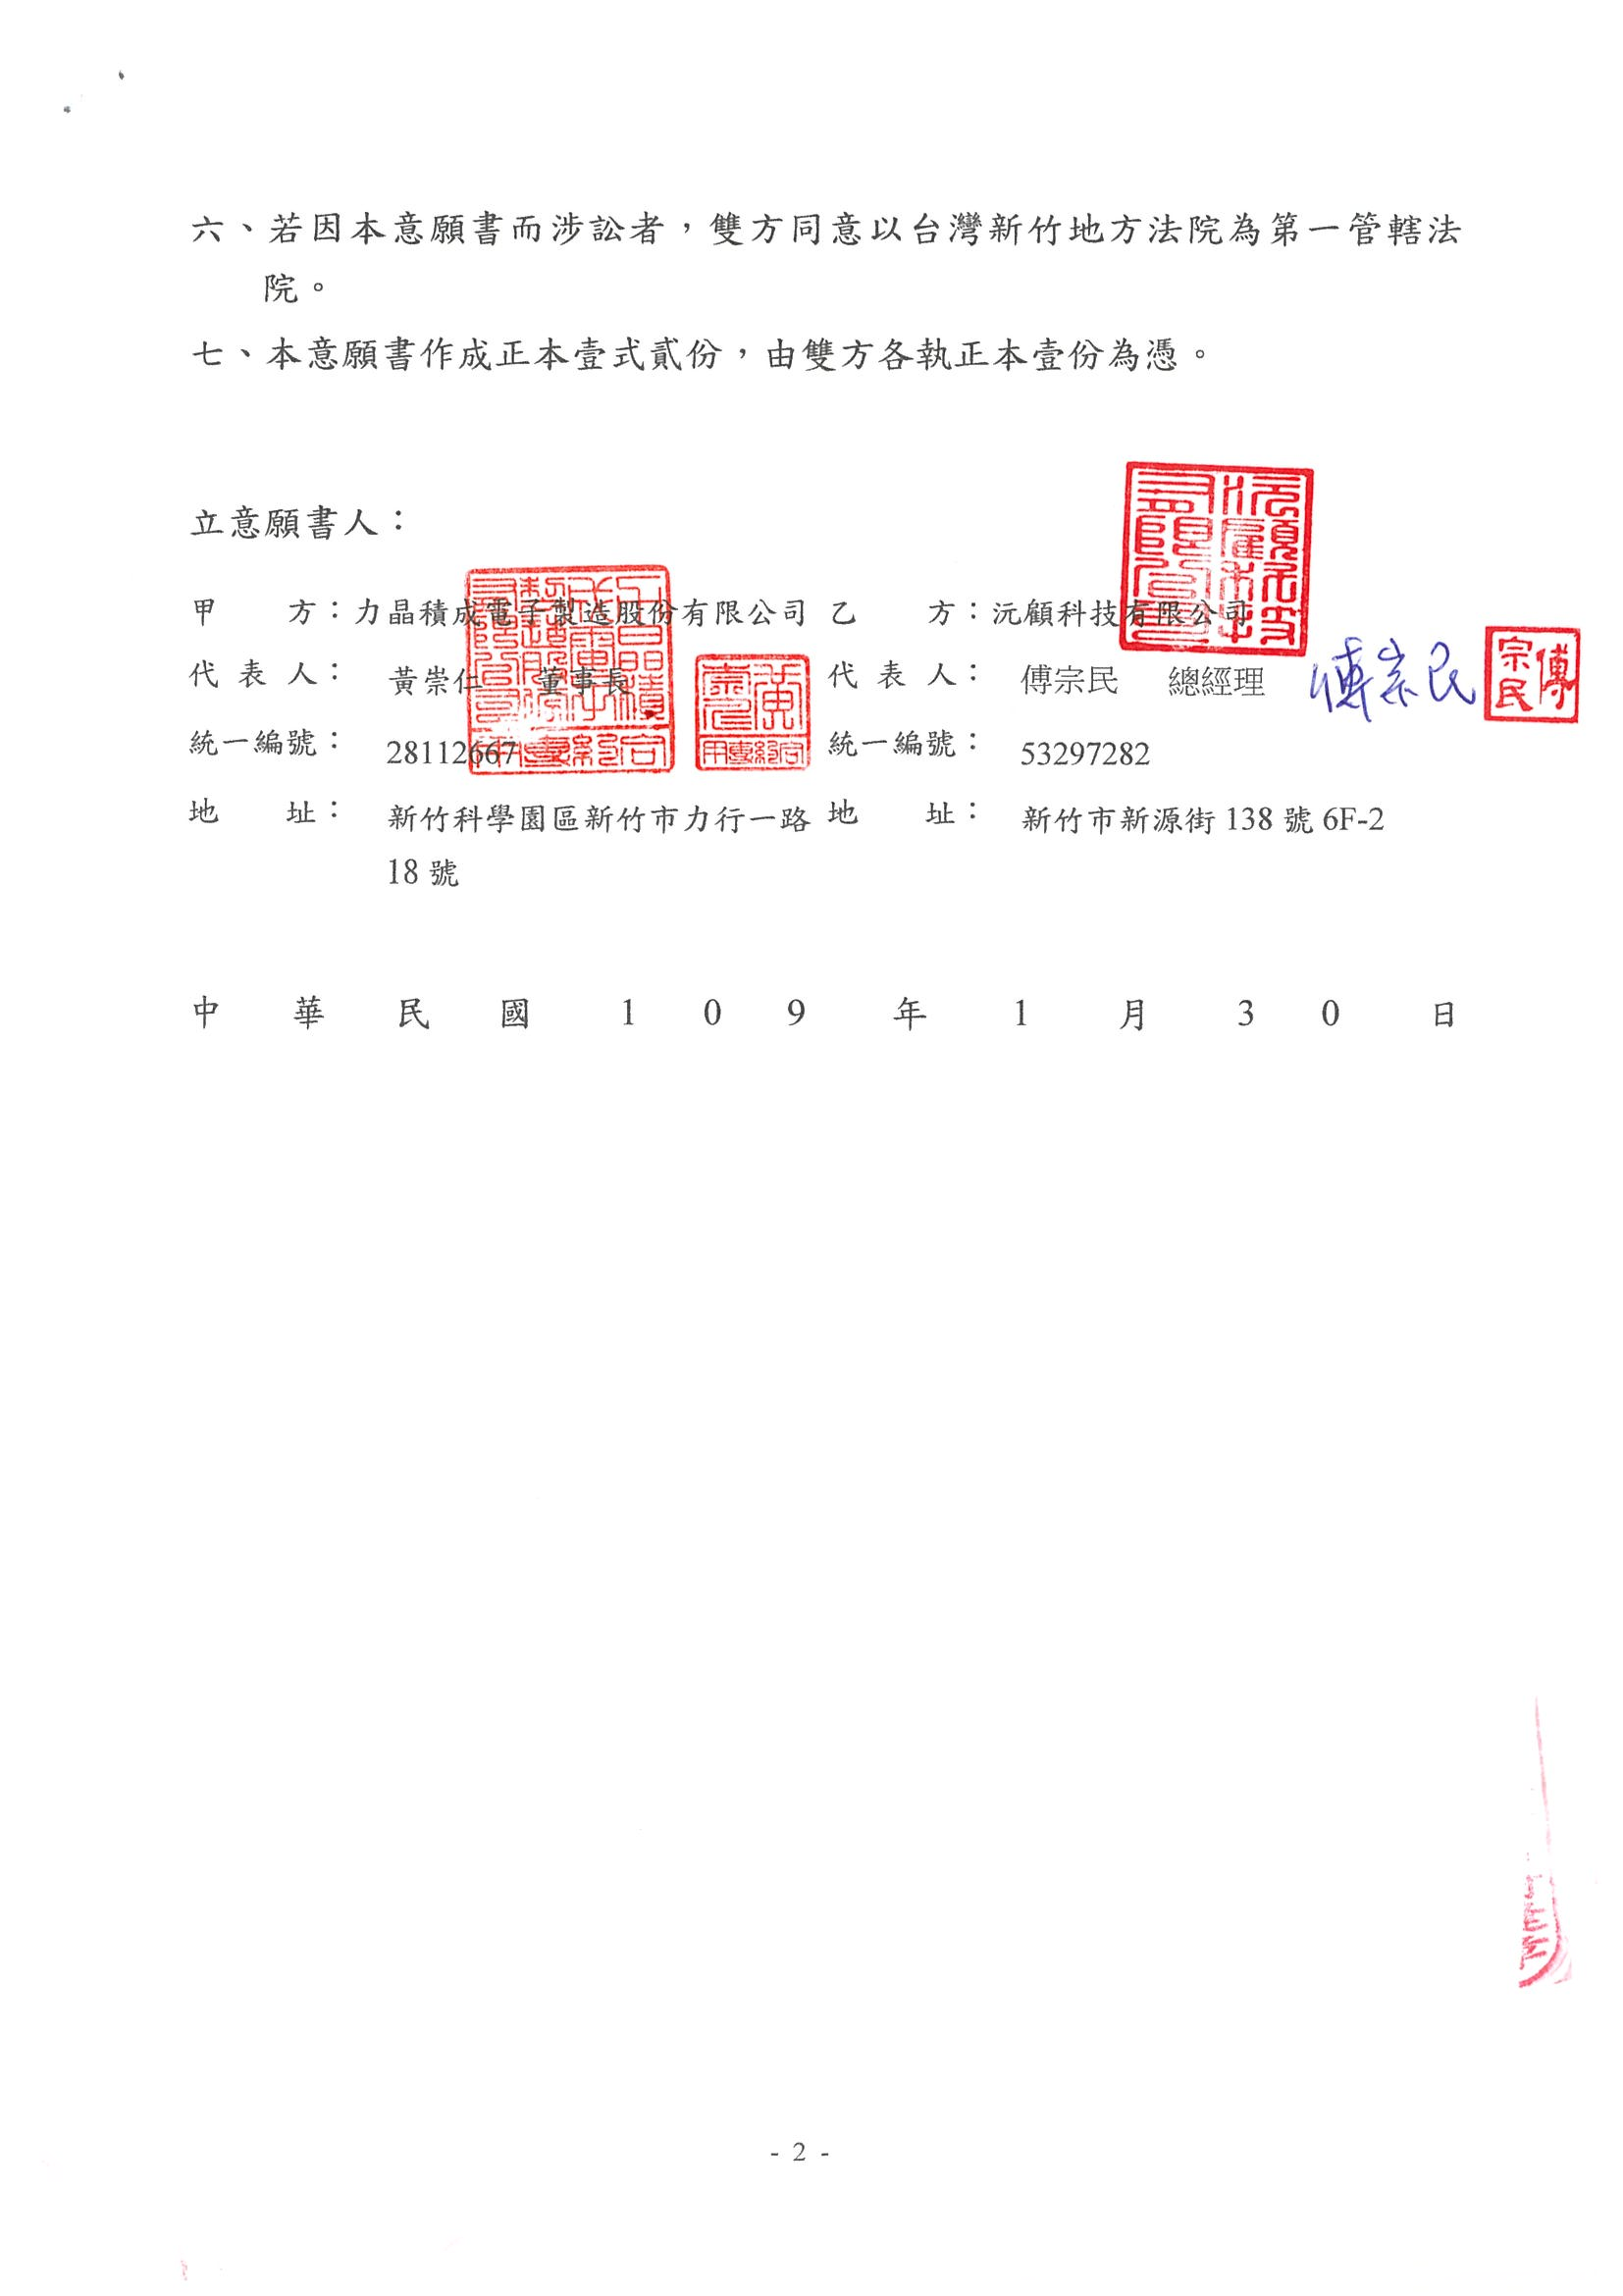 六、若因本意願書而涉訟者，雙方同意以台灣新竹地方法院為第一管轄法
院。
七、本意願書作成正本壹式貳份，由雙方各執正本壹份為憑。
立意願書人：
甲　　方：力晶積成電子製造股份有限公司 乙　　方：沅顧科技有限公司
代 表 人： 黃崇仁　董事長 代 表 人： 傅宗民　總經理 傅宗民 傅宗民
統一編號： 28112667 統一編號： 53297282
地　　址： 新竹科學園區新竹市力行一路 地　　址： 新竹市新源街 138 號 6F-2
18 號
中 華 民 國 1 0 9 年 1 月 3 0 日
- 2 -